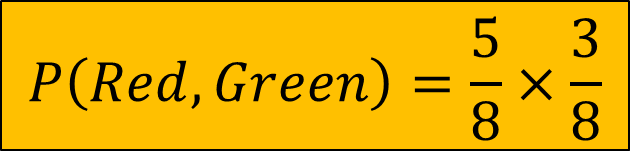 P(Red, Green) = 5/8 × 3/8